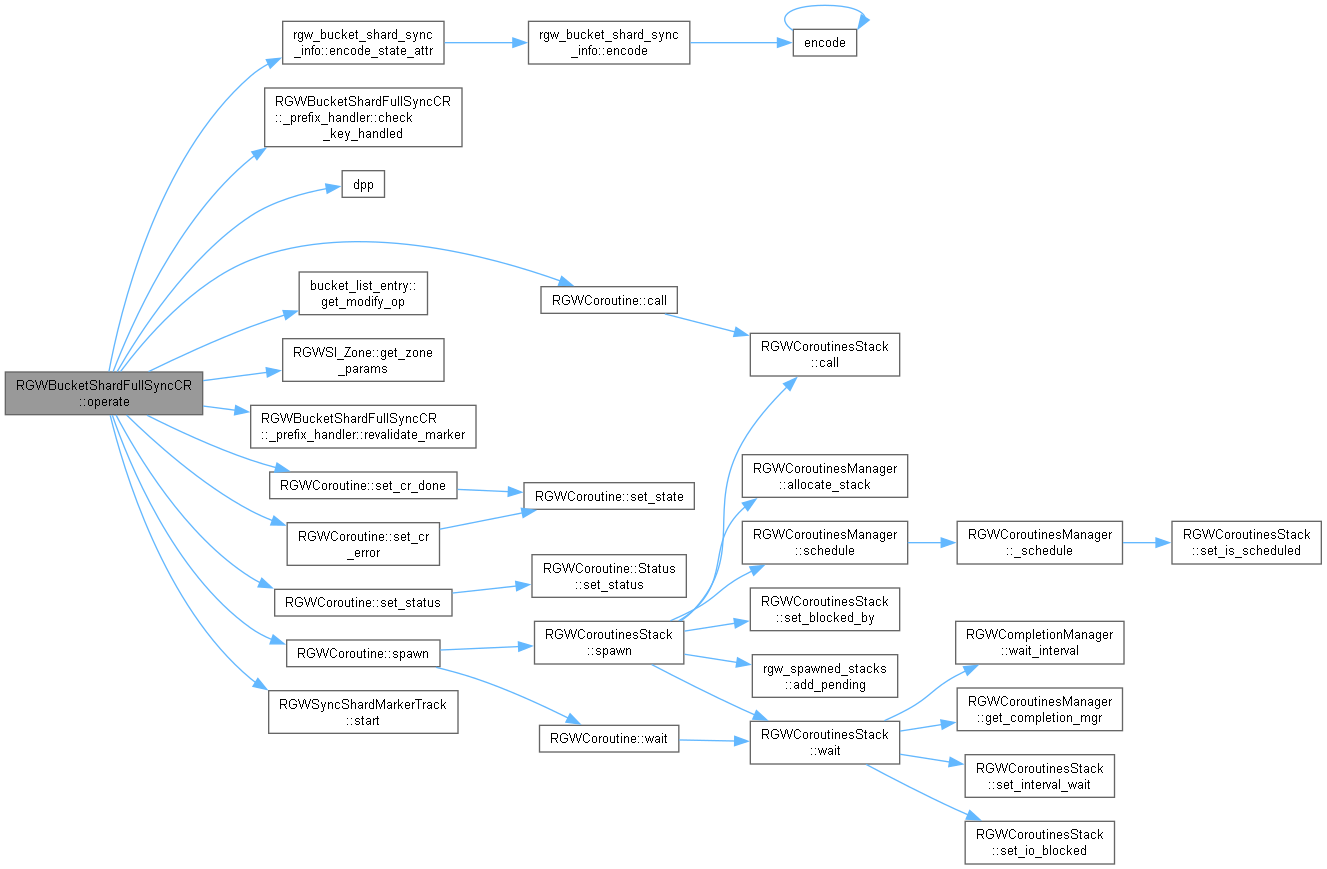 rgw_bucket_shard_sync
_info::encode_state_attr
rgw_bucket_shard_sync
_info::encode
encode
RGWBucketShardFullSyncCR
::_prefix_handler::check
_key_handled
dpp
bucket_list_entry::
get_modify_op
RGWCoroutine::call
RGWSI_Zone::get_zone
_params
RGWCoroutinesStack
::call
RGWBucketShardFullSyncCR
::operate
RGWBucketShardFullSyncCR
::_prefix_handler::revalidate_marker
RGWCoroutine::set_cr_done
RGWCoroutine::set_state
RGWCoroutinesManager
::allocate_stack
RGWCoroutine::set_cr
_error
RGWCoroutinesManager
::schedule
RGWCoroutinesManager
::_schedule
RGWCoroutinesStack
::set_is_scheduled
RGWCoroutine::set_status
RGWCoroutine::Status
::set_status
RGWCoroutinesStack
::set_blocked_by
RGWCoroutine::spawn
RGWCoroutinesStack
::spawn
rgw_spawned_stacks
::add_pending
RGWCompletionManager
::wait_interval
RGWSyncShardMarkerTrack
::start
RGWCoroutine::wait
RGWCoroutinesStack
::wait
RGWCoroutinesManager
::get_completion_mgr
RGWCoroutinesStack
::set_interval_wait
RGWCoroutinesStack
::set_io_blocked